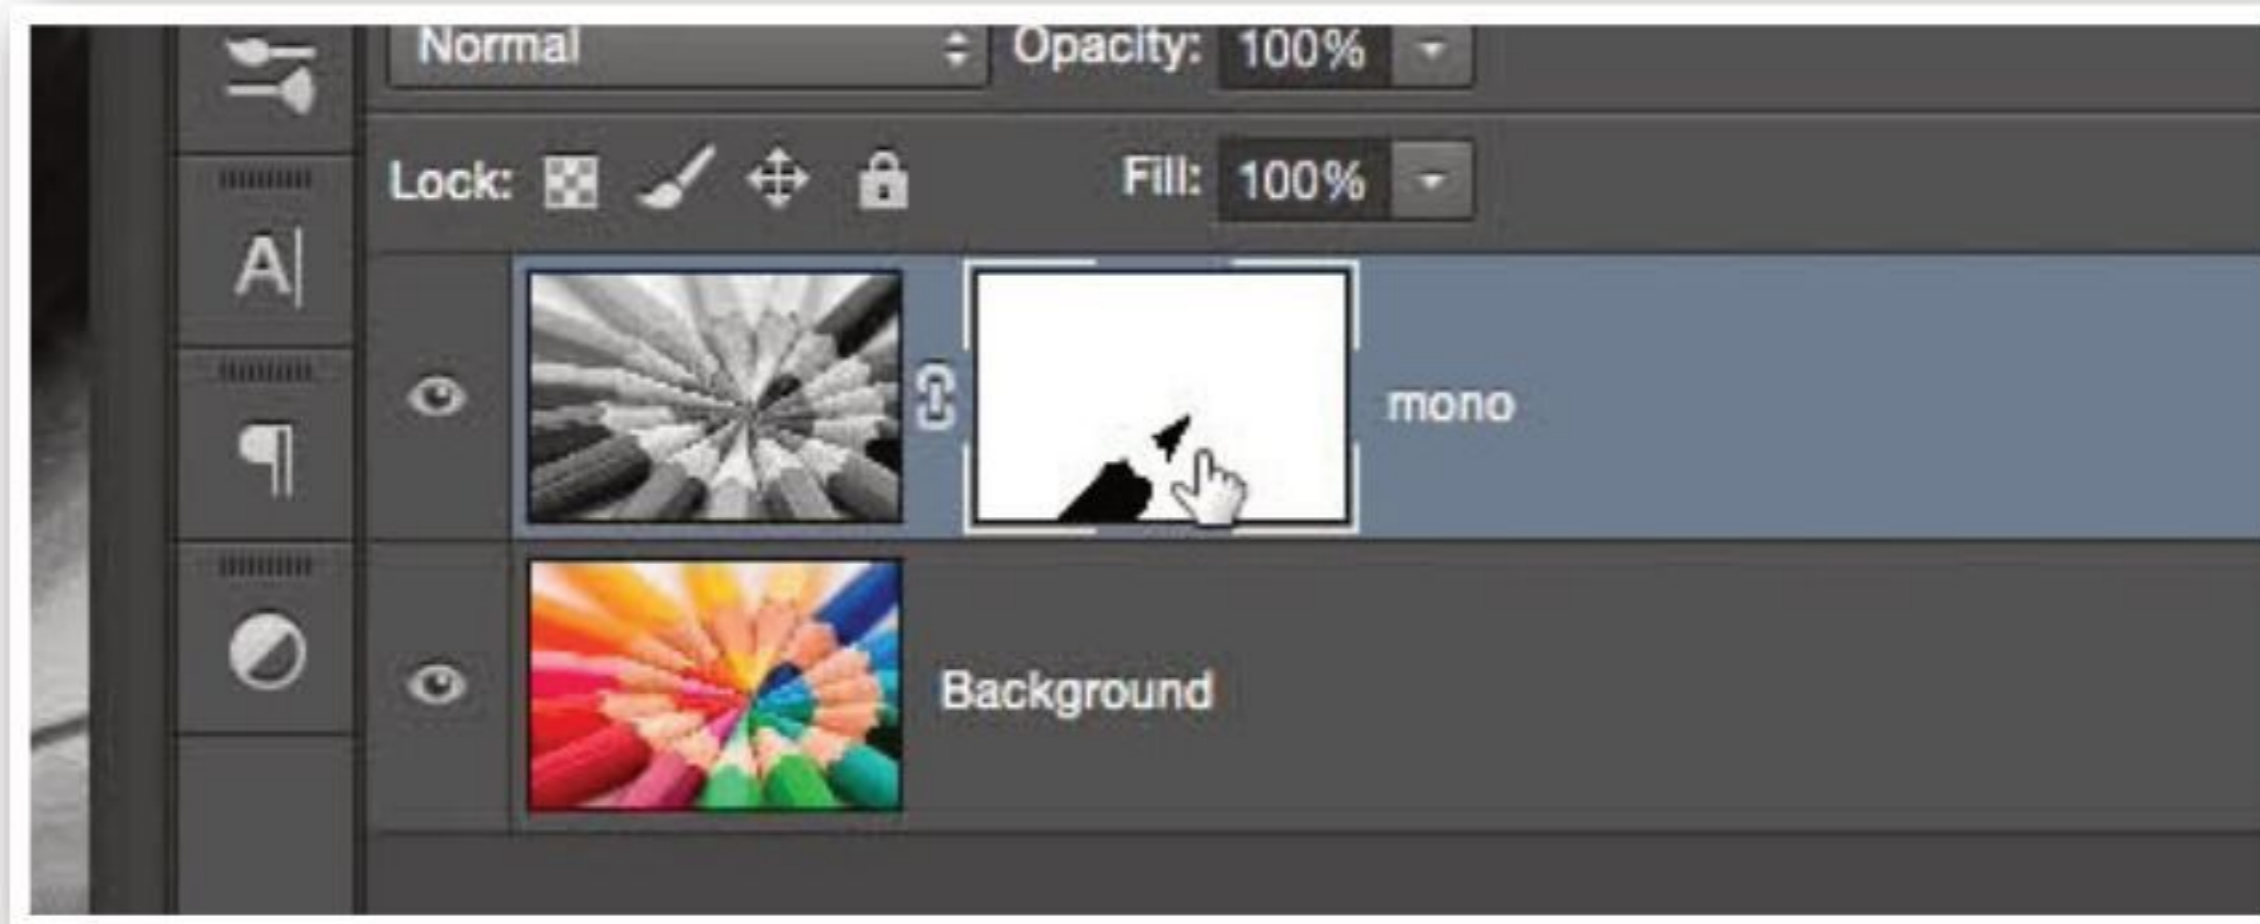 Normal Opacity: 100%
Lock: Fill: 100%
A|
mono
¶
Background